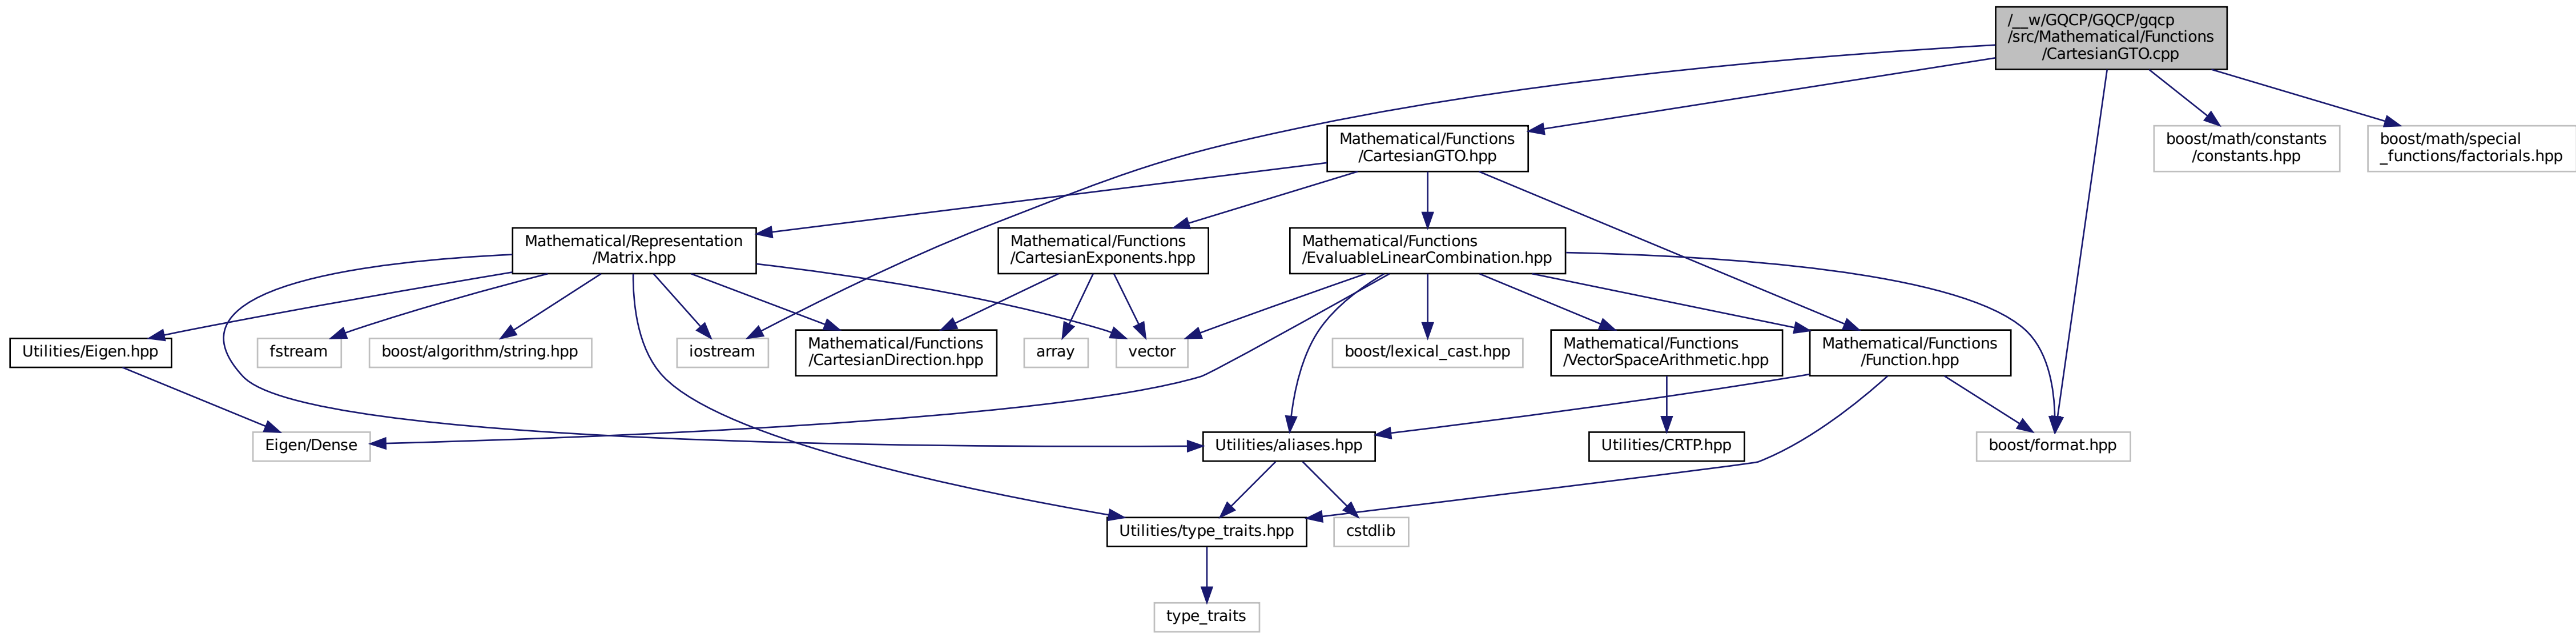 /__w/GQCP/GQCP/gqcp
/src/Mathematical/Functions
/CartesianGTO.cpp
Mathematical/Functions
/CartesianGTO.hpp
boost/math/constants
/constants.hpp
boost/math/special
_functions/factorials.hpp
Mathematical/Representation
/Matrix.hpp
Mathematical/Functions
/CartesianExponents.hpp
Mathematical/Functions
/EvaluableLinearCombination.hpp
Utilities/Eigen.hpp
fstream
boost/algorithm/string.hpp
iostream
Mathematical/Functions
/CartesianDirection.hpp
array
vector
boost/lexical_cast.hpp
Mathematical/Functions
/VectorSpaceArithmetic.hpp
Mathematical/Functions
/Function.hpp
Eigen/Dense
Utilities/aliases.hpp
Utilities/CRTP.hpp
boost/format.hpp
Utilities/type_traits.hpp
cstdlib
type_traits